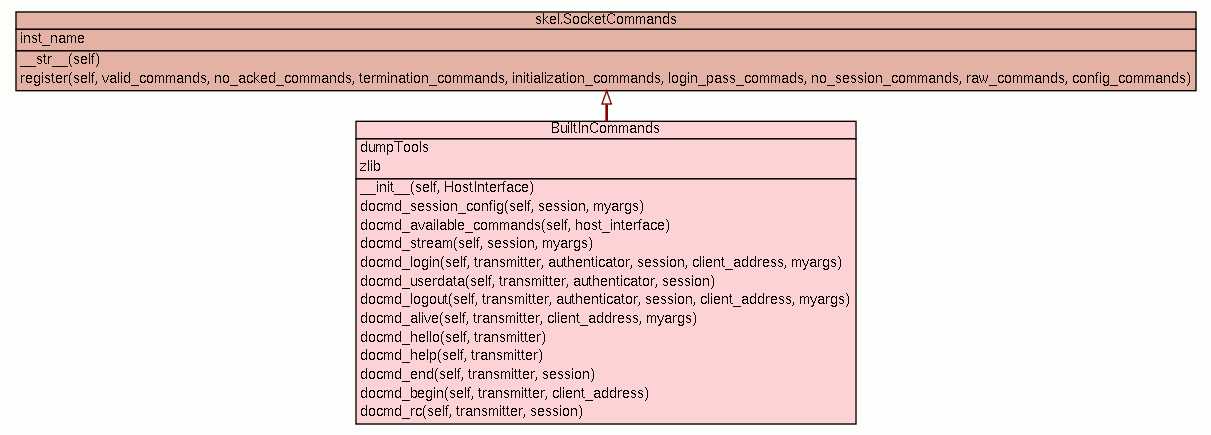 skel.SocketCommands
inst_name
__str__(self)
register(self, valid_commands, no_acked_commands, termination_commands, initialization_commands, login_pass_commads, no_session_commands, raw_commands, config_commands)
BuiltInCommands
dumpTools
zlib
__init__(self, HostInterface)
docmd_session_config(self, session, myargs)
docmd_available_commands(self, host_interface)
docmd_stream(self, session, myargs)
docmd_login(self, transmitter, authenticator, session, client_address, myargs)
docmd_userdata(self, transmitter, authenticator, session)
docmd_logout(self, transmitter, authenticator, session, client_address, myargs)
docmd_alive(self, transmitter, client_address, myargs)
docmd_hello(self, transmitter)
docmd_help(self, transmitter)
docmd_end(self, transmitter, session)
docmd_begin(self, transmitter, client_address)
docmd_rc(self, transmitter, session)